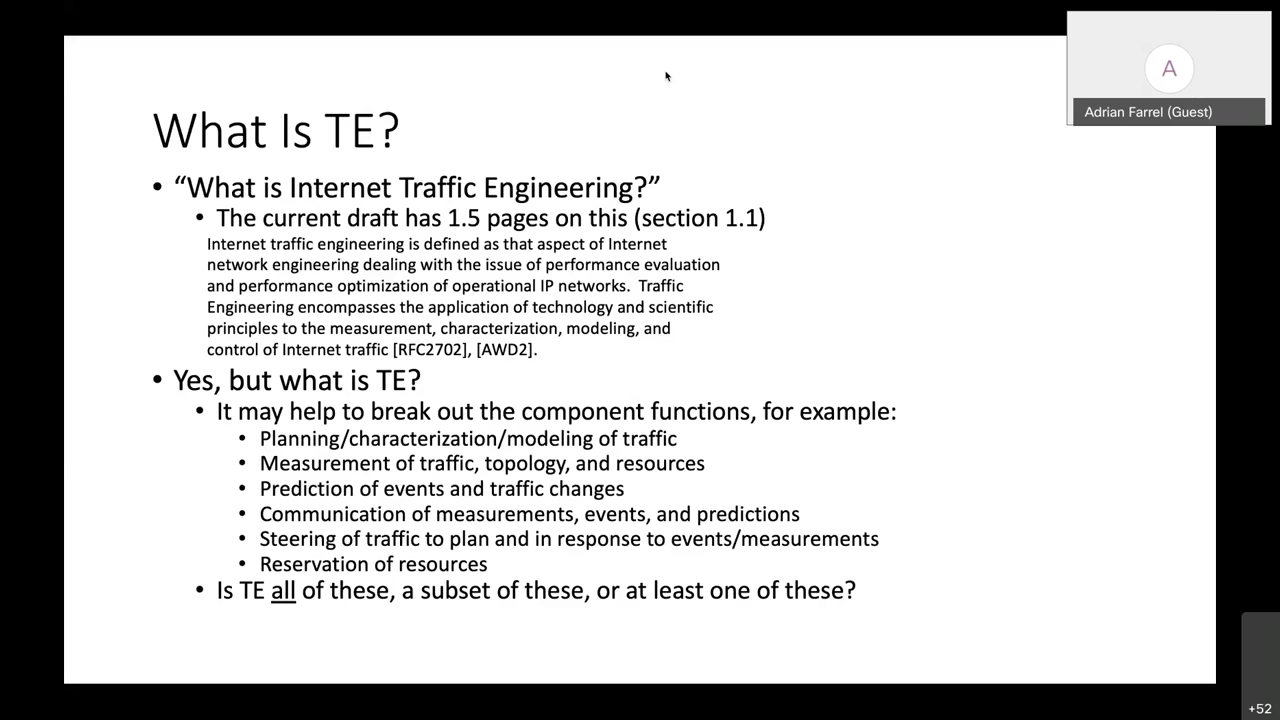 A
Adrian Farrel (Guest)
What Is TE?
• “What is Internet Traffic Engineering?”
• The current draft has 1.5 pages on this (section 1.1)
Internet traffic engineering is defined as that aspect of Internet
network engineering dealing with the issue of performance evaluation
and performance optimization of operational IP networks.  Traffic
Engineering encompasses the application of technology and scientific
principles to the measurement, characterization, modeling, and
control of Internet traffic [RFC2702], [AWD2].
• Yes, but what is TE?
• It may help to break out the component functions, for example:
• Planning/characterization/modeling of traffic
• Measurement of traffic, topology, and resources
• Prediction of events and traffic changes
• Communication of measurements, events, and predictions
• Steering of traffic to plan and in response to events/measurements
• Reservation of resources
• Is TE all of these, a subset of these, or at least one of these?
+52